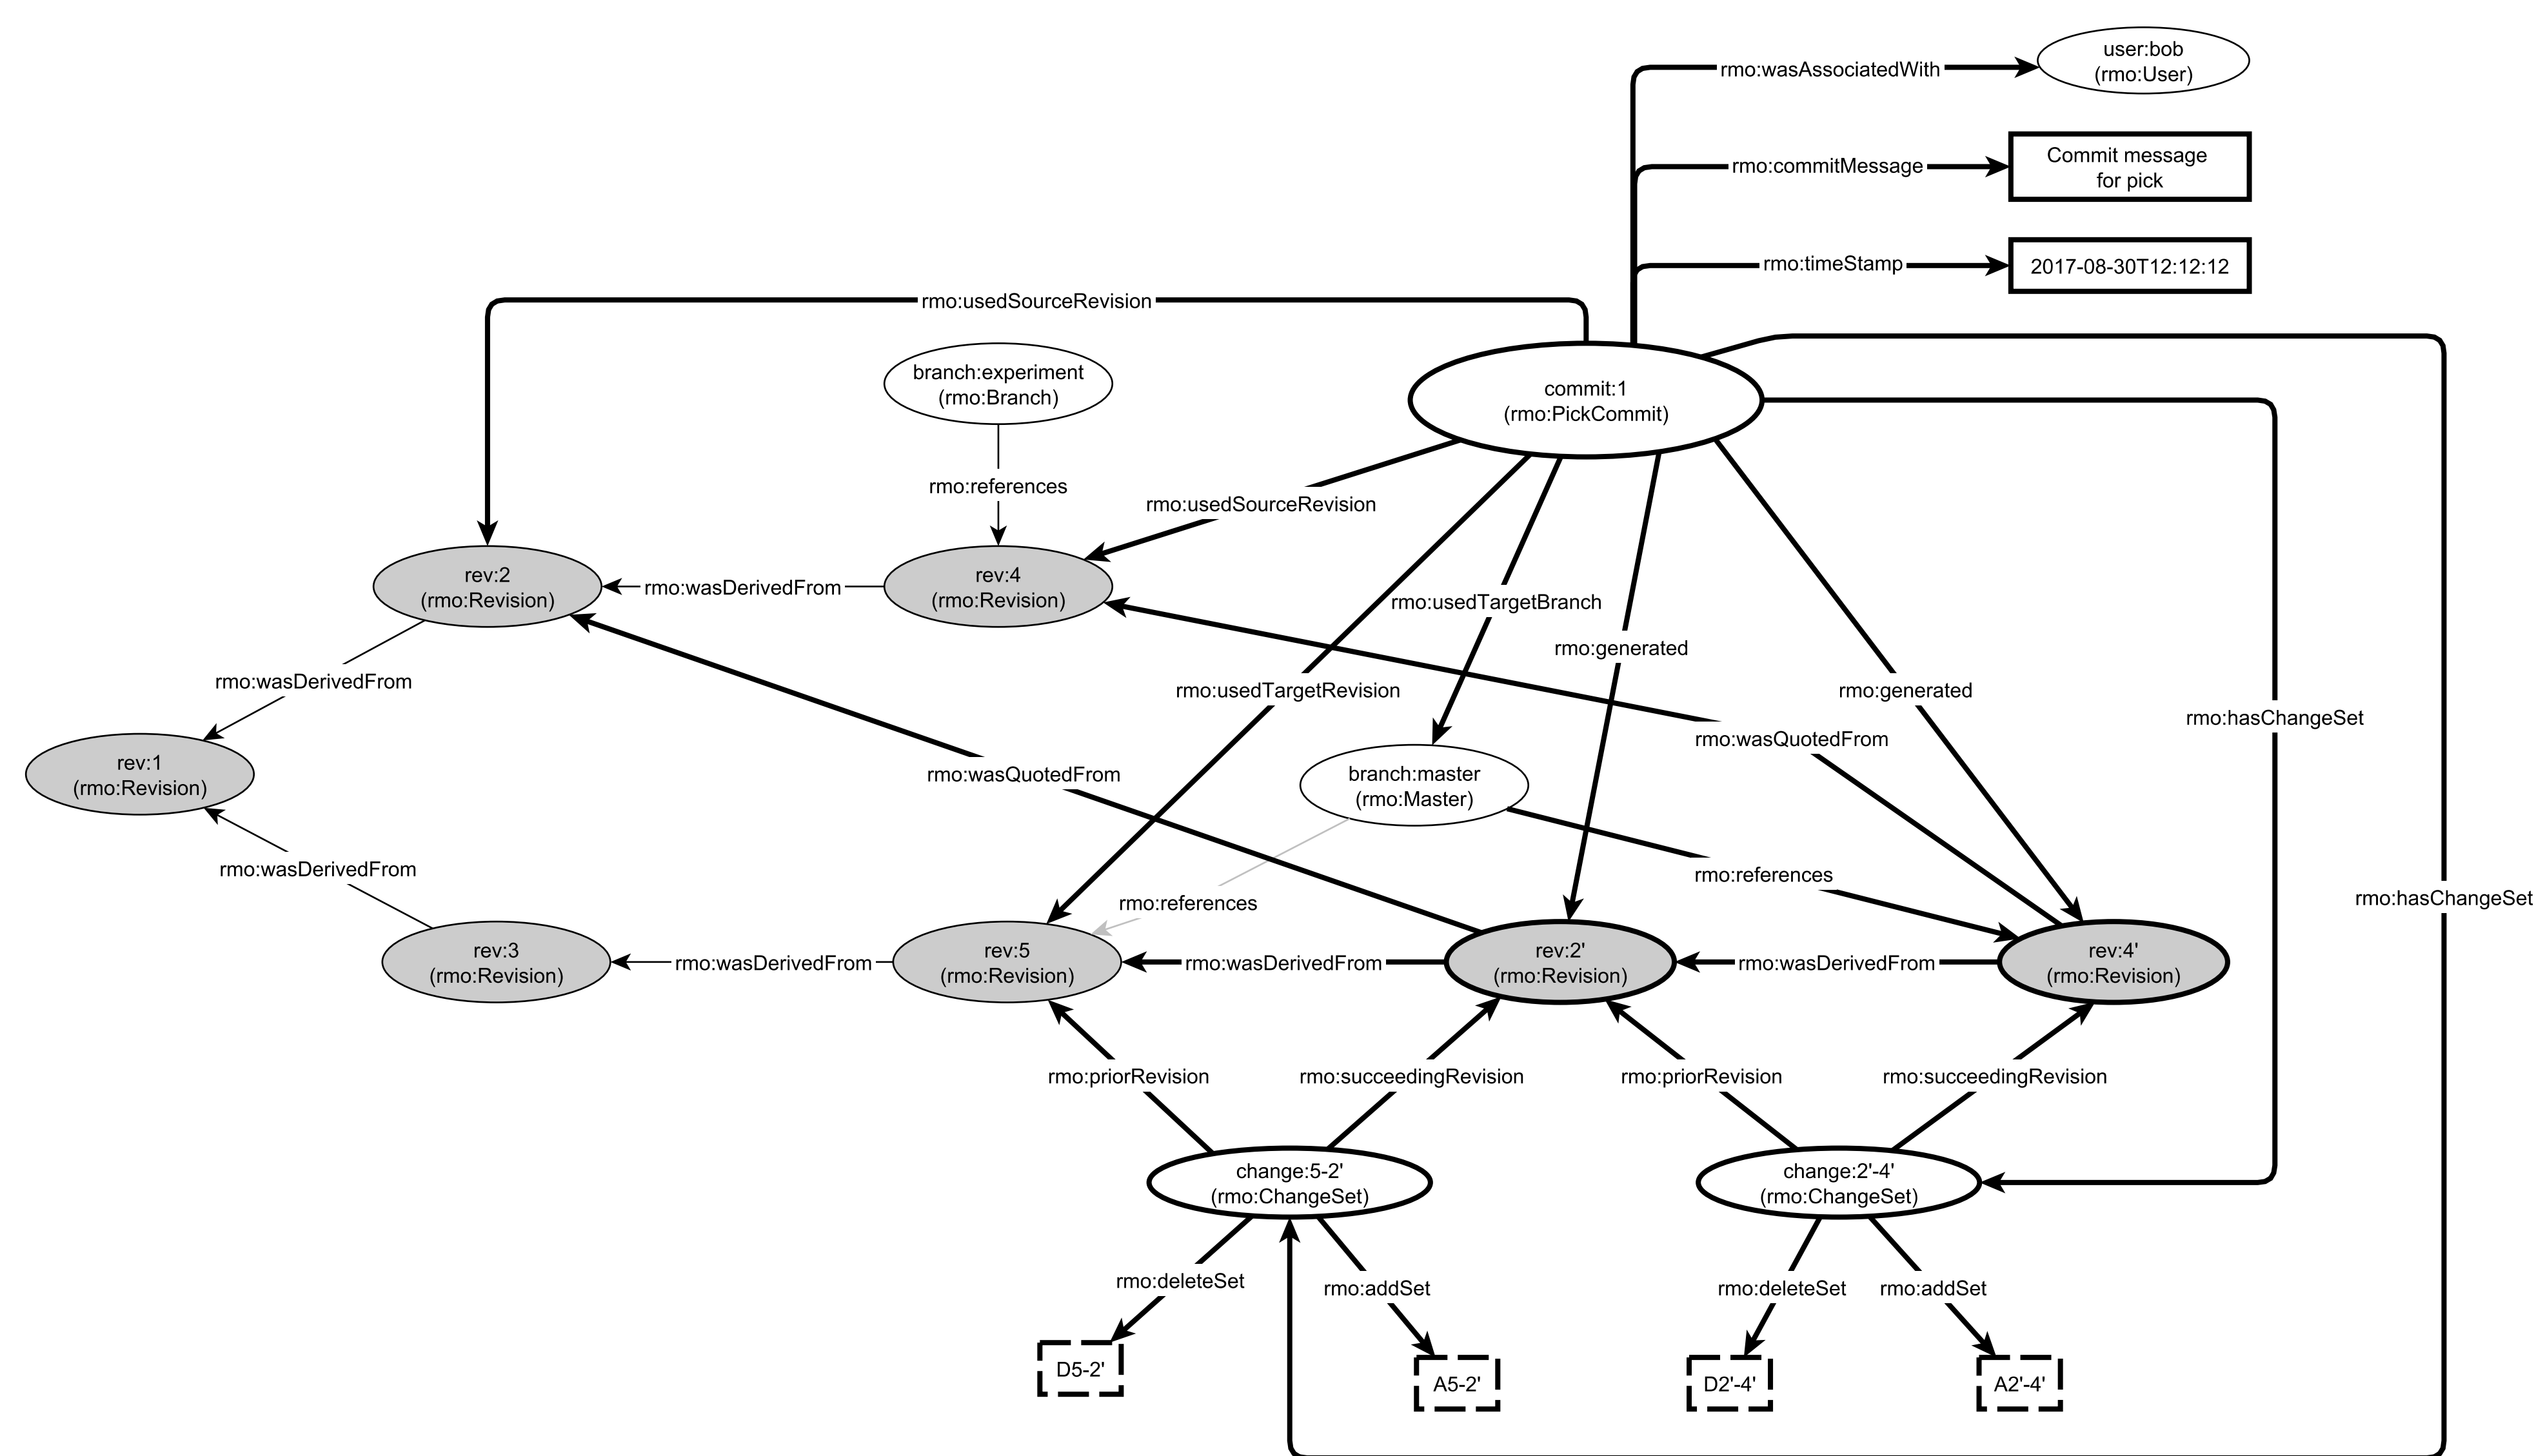 user:bob
(rmo:User)
rmo:wasAssociatedWith
Commit message
for pick
rmo:commitMessage
rmo:timeStamp
2017-08-30T12:12:12
rmo:usedSourceRevision
branch:experiment
(rmo:Branch)
commit:1
(rmo:PickCommit)
rmo:references
rmo:usedSourceRevision
rev:2
(rmo:Revision)
rmo:wasDerivedFrom
rev:4
(rmo:Revision)
rmo:usedTargetBranch
rmo:generated
rmo:wasDerivedFrom
rmo:usedTargetRevision
rmo:generated
rmo:hasChangeSet
rmo:wasQuotedFrom
rev:1
(rmo:Revision)
rmo:wasQuotedFrom
branch:master
(rmo:Master)
rmo:wasDerivedFrom
rmo:references
rmo:references
rmo:hasChangeSet
rev:3
(rmo:Revision)
rmo:wasDerivedFrom
rev:5
(rmo:Revision)
rmo:wasDerivedFrom
rev:2'
(rmo:Revision)
rmo:wasDerivedFrom
rev:4'
(rmo:Revision)
rmo:priorRevision
rmo:succeedingRevision
rmo:priorRevision
rmo:succeedingRevision
change:5-2'
(rmo:ChangeSet)
change:2'-4'
(rmo:ChangeSet)
rmo:deleteSet
rmo:addSet
rmo:deleteSet
rmo:addSet
D5-2'
A5-2'
D2'-4'
A2'-4'